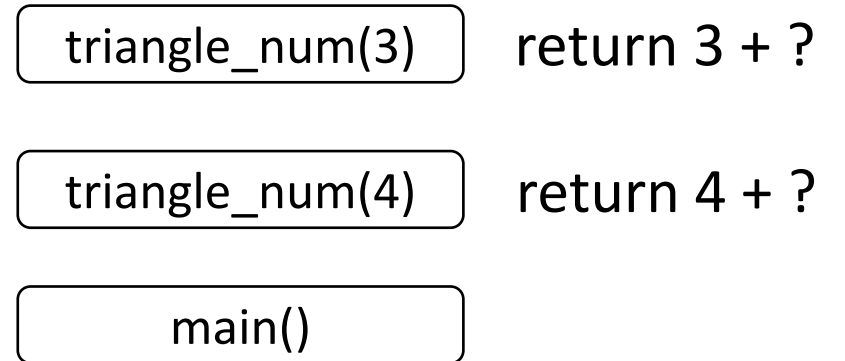 triangle_num(3) return 3 + ?
triangle_num(4) return 4 + ?
main()